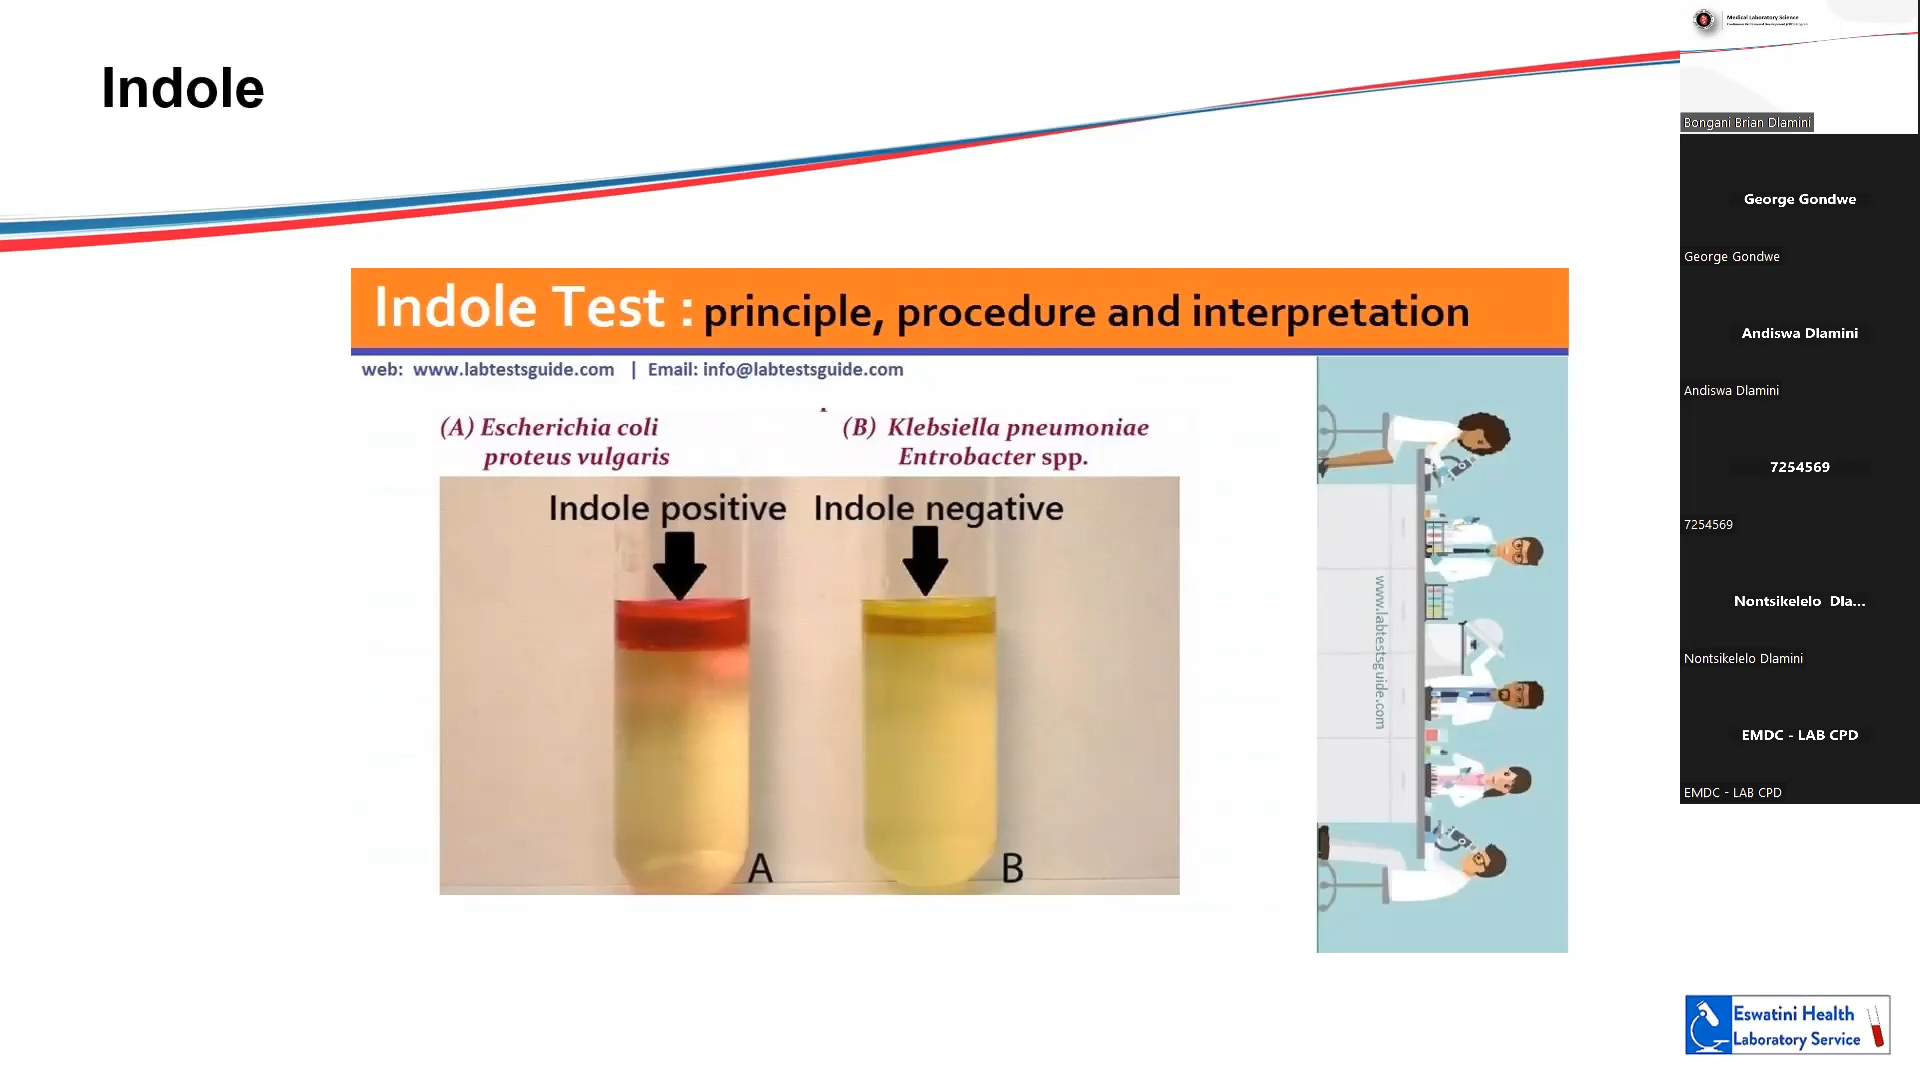 Indole
Indole Test : principle, procedure and interpretation
web: www.labtestsguide.com | Email: info@labtestsguide.com
(A) Escherichia coli
proteus vulgaris
(B) Klebsiella pneumoniae
Entrobacter spp.
Indole positive
Indole negative
A
B
www.labtestsguide.com
Medical Laboratory Science
Bongani Brian Dlamini
George Gondwe
George Gondwe
Andiswa Dlamini
Andiswa Dlamini
7254569
7254569
Nontsikelelo Dla...
Nontsikelelo Dlamini
EMDC - LAB CPD
EMDC - LAB CPD
Eswatini Health
Laboratory Service